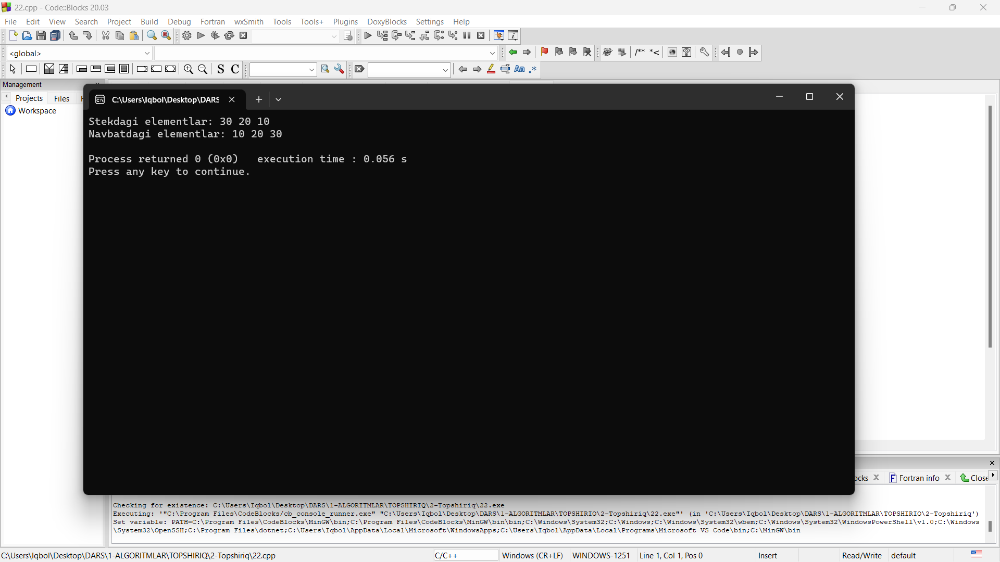 22.cpp - Code::Blocks 20.03
File Edit View Search Project Build Debug Fortran wxSmith Tools Tools+ Plugins DoxyBlocks Settings Help
<global>
/** *<
S C
Aa .*
Management
Projects Files
Workspace
C:\Users\Iqbol\Desktop\DARS
Stekdagi elementlar: 30 20 10
Navbatdagi elementlar: 10 20 30
Process returned 0 (0x0)   execution time : 0.056 s
Press any key to continue.
ocks Fortran info Close
Checking for existence: C:\Users\Iqbol\Desktop\DARS\1-ALGORITMLAR\TOPSHIRIQ\2-Topshiriq\22.exe
Executing: '"C:\Program Files\CodeBlocks/cb_console_runner.exe" "C:\Users\Iqbol\Desktop\DARS\1-ALGORITMLAR\TOPSHIRIQ\2-Topshiriq\22.exe"' (in 'C:\Users\Iqbol\Desktop\DARS\1-ALGORITMLAR\TOPSHIRIQ\2-Topshiriq')
Set variable: PATH=C:\Program Files\CodeBlocks\MinGW\bin;C:\Program Files\CodeBlocks\MinGW\bin\bin;C:\Windows\System32;C:\Windows;C:\Windows\System32\wbem;C:\Windows\System32\WindowsPowerShell\v1.0;C:\Windows
\System32\OpenSSH;C:\Program Files\dotnet;C:\Users\Iqbol\AppData\Local\Microsoft\WindowsApps;C:\Users\Iqbol\AppData\Local\Programs\Microsoft VS Code\bin;C:\MinGW\bin
C:\Users\Iqbol\Desktop\DARS\1-ALGORITMLAR\TOPSHIRIQ\2-Topshiriq\22.cpp C/C++ Windows (CR+LF) WINDOWS-1251 Line 1, Col 1, Pos 0 Insert Read/Write default